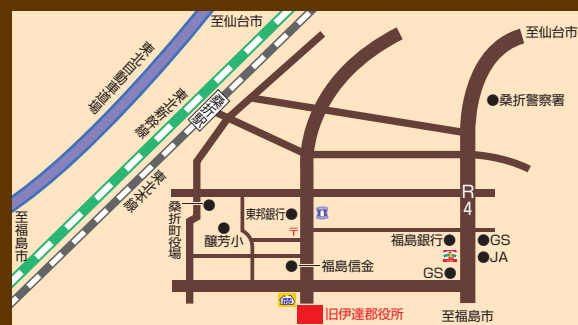 至仙台市
至仙台市
東北自動車道場
東北新幹線
桑折駅
東北本線
桑折警察署
R
4
至福島市
桑折町役場
醸芳小
東邦銀行
〒
福島信金
福島銀行
GS
JA
GS
旧伊達郡役所
至福島市